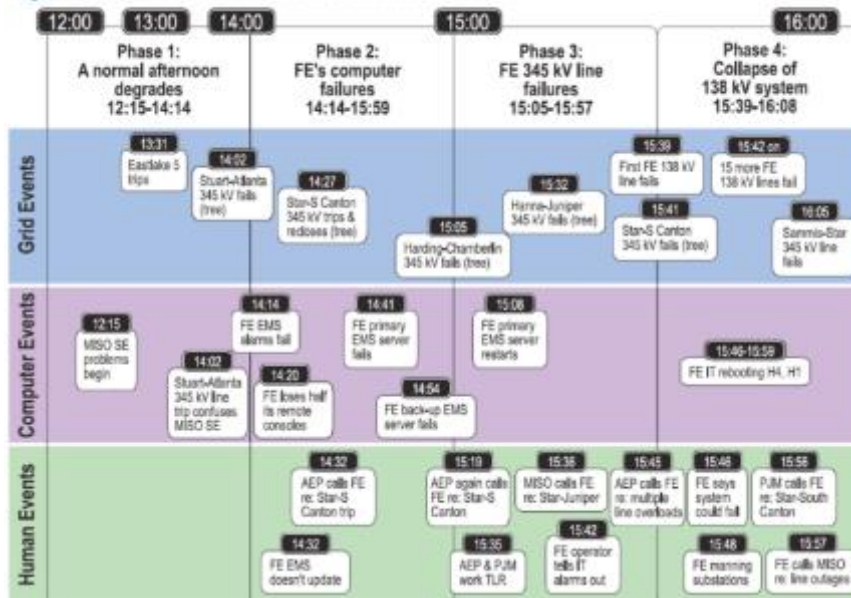 12:00
13:00
14:00
15:00
16:00
Phase 1:
A normal afternoon
degrades
12:15-14:14
Phase 2:
FE's computer
failures
14:14-15:59
Phase 3:
FE 345 kV line
failures
15:05-15:57
Phase 4:
Collapse of
138 kV system
15:39-16:08
Grid Events
13:31
Eastlake 5
trips
14:02
Stuart-Atlanta
345 kV fails
(tree)
14:27
Star-S Canton
345 kV trips &
recloses (tree)
15:05
Harding-Chamberlin
345 kV fails (tree)
15:32
Hanna-Juniper
345 kV fails (tree)
15:39
First FE 138 kV
line fails
15:41
Star-S Canton
345 kV fails (tree)
15:42 on
15 more FE
138 kV lines fail
16:05
Sammis-Star
345 kV line
fails
Computer Events
12:15
MISO SE
problems
begin
14:02
Stuart-Atlanta
345 kV line
trip confuses
MISO SE
14:14
FE EMS
alarms fail
14:20
FE loses half
its remote
consoles
14:41
FE primary
EMS server
fails
14:54
FE back-up EMS
server fails
15:08
FE primary
EMS server
restarts
15:46-15:59
FE IT rebooting H4, H1
Human Events
14:32
AEP calls FE
re: Star-S
Canton trip
14:32
FE EMS
doesn't update
15:19
AEP again calls
FE re: Star-S
Canton
15:35
AEP & PJM
work TLR
15:36
MISO calls FE
re: Star-Juniper
15:42
FE operator
tells IT
alarms out
15:45
AEP calls FE
re: multiple
line overloads
15:46
FE says
system
could fail
15:48
FE manning
substations
15:56
PJM calls FE
re: Star-South
Canton
15:57
FE calls MISO
re: line outages